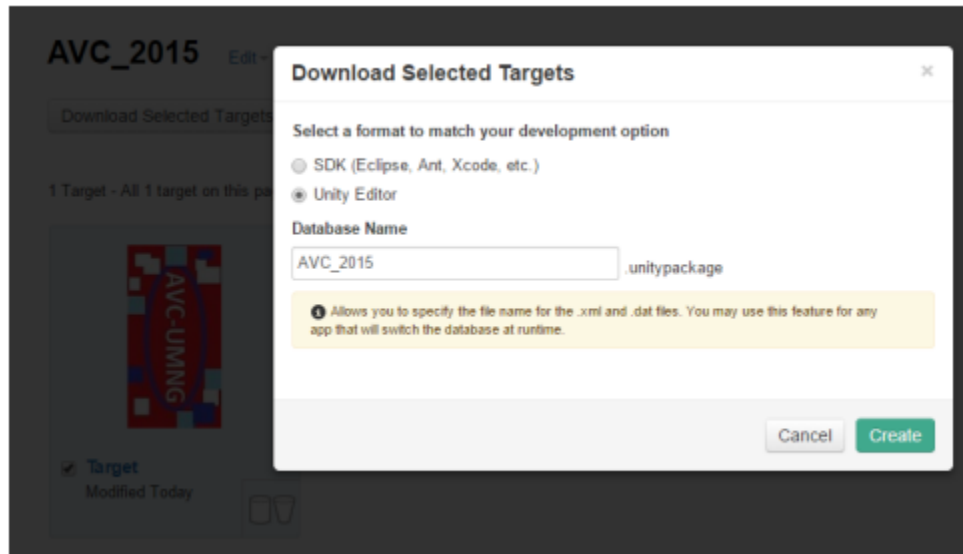 AVC_2015 Edit
Download Selected Targets
1 Target - All 1 target on this pa
AVC-UMNG
Target
Modified Today
Download Selected Targets ×
Select a format to match your development option
SDK (Eclipse, Ant, Xcode, etc.)
Unity Editor
Database Name
AVC_2015 .unitypackage
Allows you to specify the file name for the .xml and .dat files. You may use this feature for any
app that will switch the database at runtime.
Cancel Create